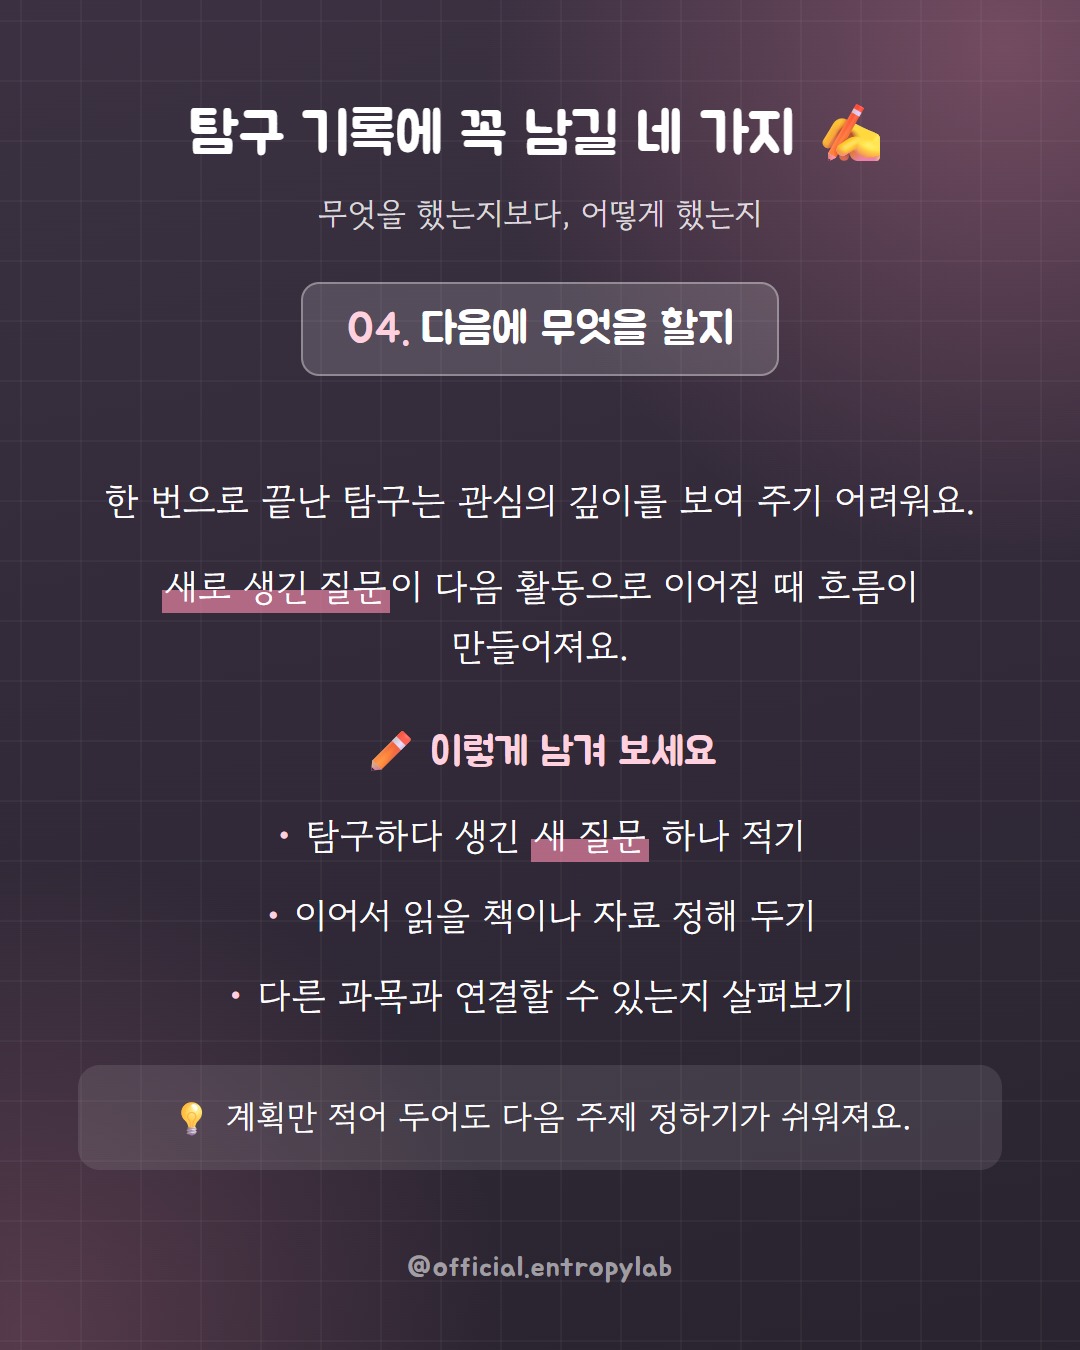 탐구 기록에 꼭 남길 네 가지 ✍️
무엇을 했는지보다, 어떻게 했는지
04. 다음에 무엇을 할지
한 번으로 끝난 탐구는 관심의 깊이를 보여 주기 어려워요.
새로 생긴 질문이 다음 활동으로 이어질 때 흐름이
만들어져요.
✏️ 이렇게 남겨 보세요
• 탐구하다 생긴 새 질문 하나 적기
• 이어서 읽을 책이나 자료 정해 두기
• 다른 과목과 연결할 수 있는지 살펴보기
💡 계획만 적어 두어도 다음 주제 정하기가 쉬워져요.
@official.entropylab